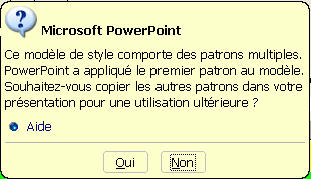 Microsoft PowerPoint
Ce modèle de style comporte des patrons multiples.
PowerPoint a appliqué le premier patron au modèle.
Souhaitez-vous copier les autres patrons dans votre
présentation pour une utilisation ultérieure ?
Aide
Oui Non